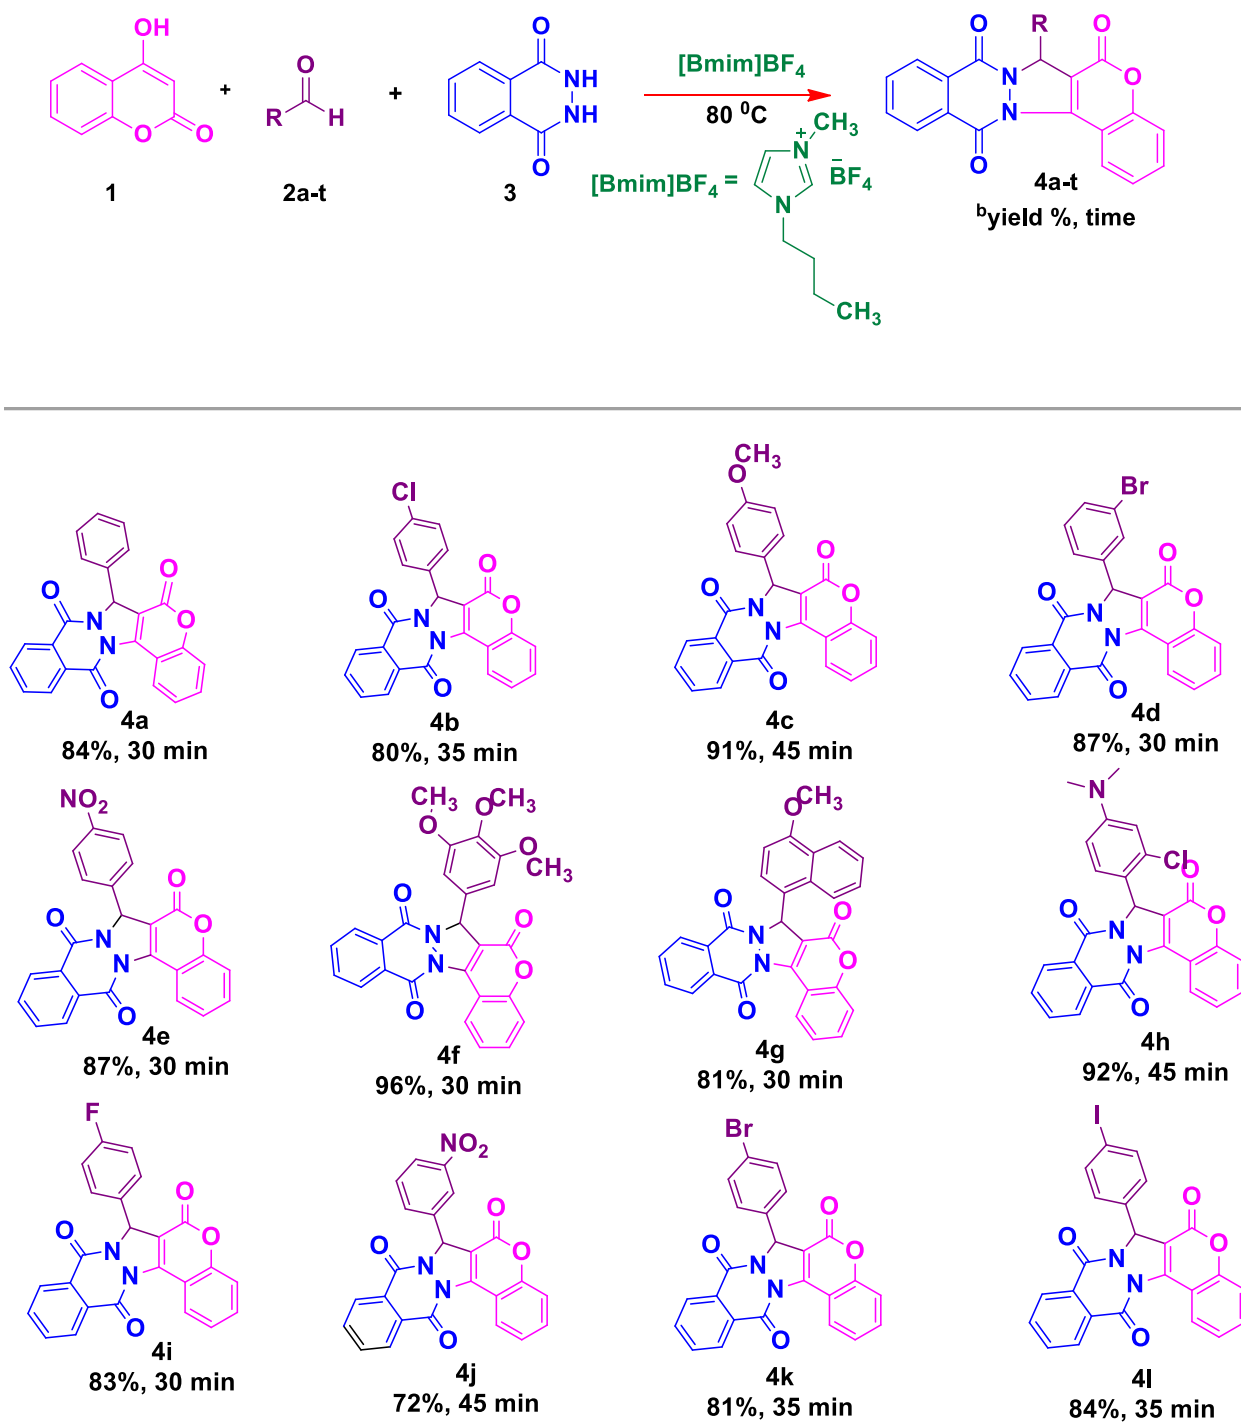 OH
O
O
1
+
O
R
H
2a-t
+
O
NH
NH
O
3
[Bmim]BF4
80 ⁰C
[Bmim]BF4 =
CH3
N
+
N
BF4
−
CH3
O
R
O
N
O
N
O
4a-t
ᵇyield %, time
O
O
N
O
N
O
4a
84%, 30 min
Cl
O
O
N
O
N
O
4b
80%, 35 min
CH3
O
O
O
N
O
N
O
4c
91%, 45 min
Br
O
O
N
O
N
O
4d
87%, 30 min
NO2
O
O
N
O
N
O
4e
87%, 30 min
CH3
O
OCH3
O
CH3
O
O
N
N
O
O
4f
96%, 30 min
CH3
O
O
O
N
N
O
O
4g
81%, 30 min
N
Cl
O
O
O
N
N
O
4h
92%, 45 min
F
O
O
O
N
N
O
4i
83%, 30 min
NO2
O
O
O
N
N
O
4j
72%, 45 min
Br
O
O
O
N
N
O
4k
81%, 35 min
I
O
O
O
N
N
O
4l
84%, 35 min